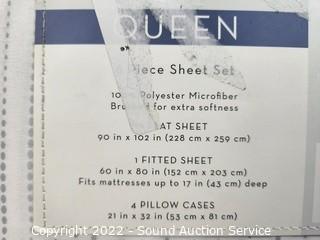 QUEEN
iece Sheet Set
10 Polyester Microfiber
Bru d for extra softness
AT SHEET
90 in x 102 in (228 cm x 259 cm)
1 FITTED SHEET
60 in x 80 in (152 cm x 203 cm)
Fits mattresses up to 17 in (43 cm) deep
4 PILLOW CASES
21 in x 32 in (53 cm x 81 cm)
Copyright 2022 - Sound Auction Service